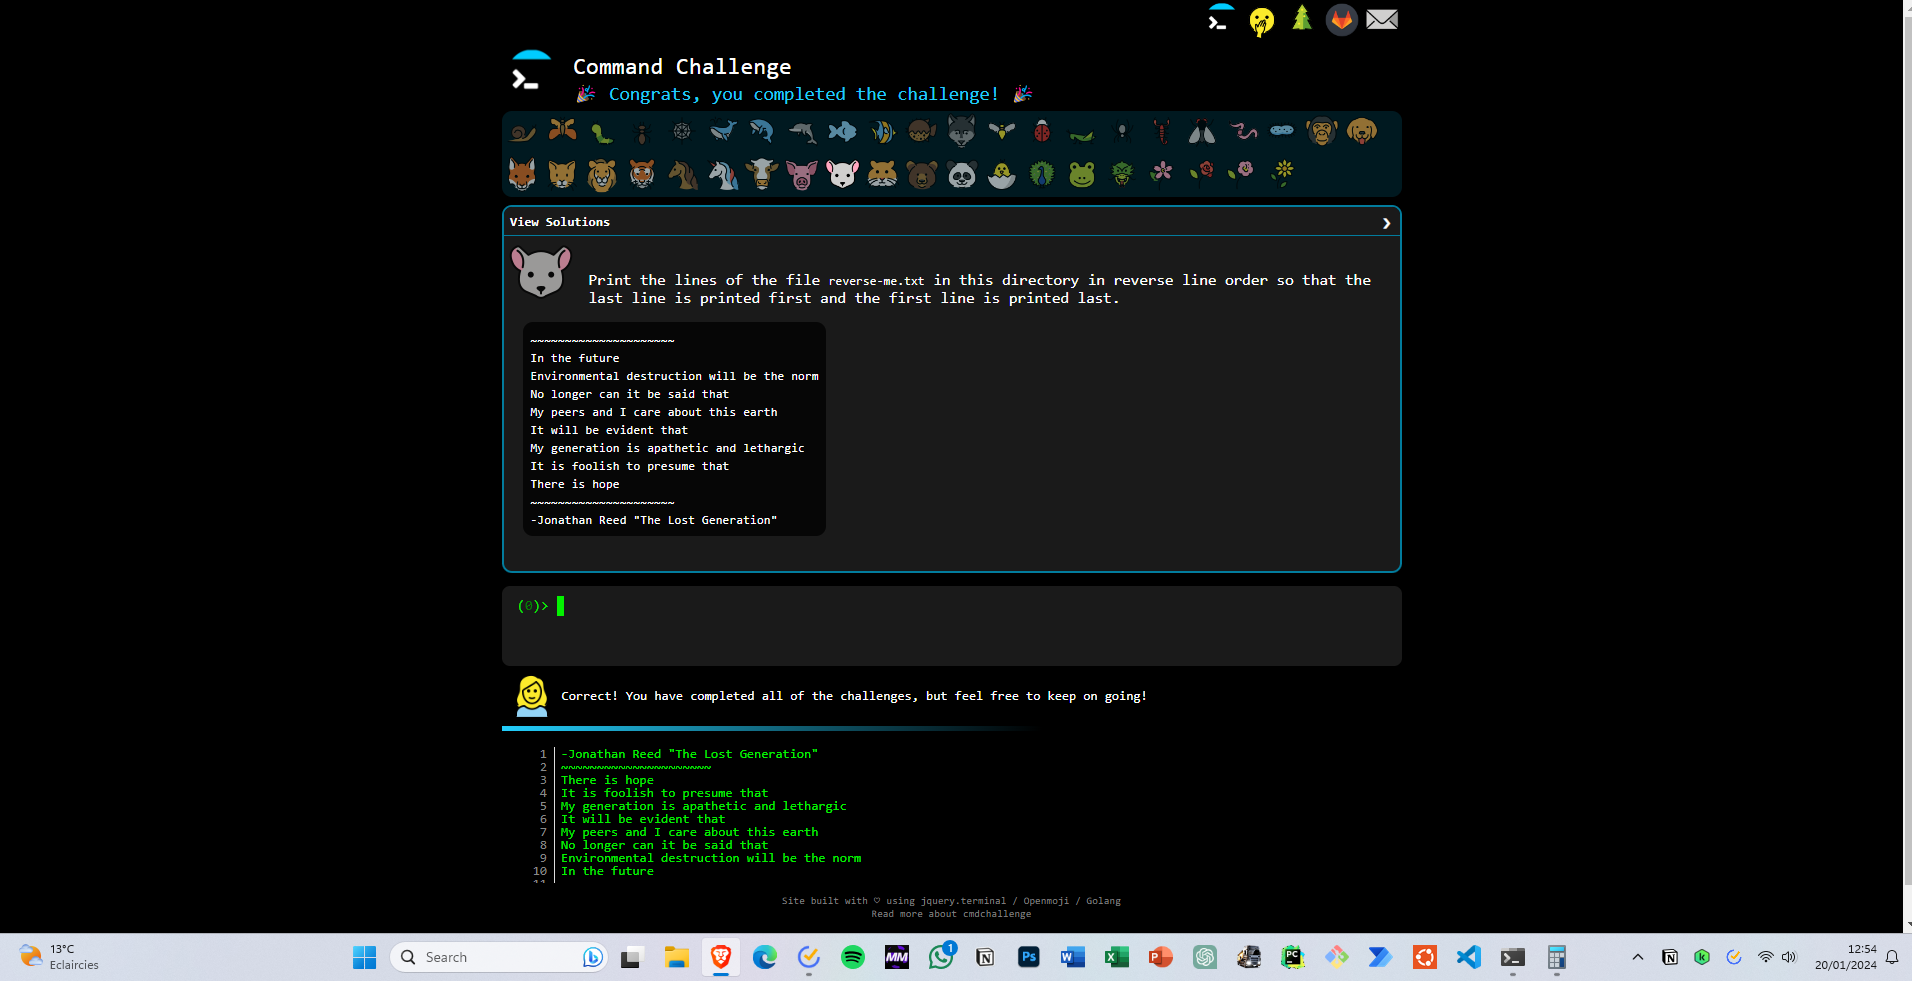 Command Challenge
🎉 Congrats, you completed the challenge! 🎉
View Solutions
Print the lines of the file reverse-me.txt in this directory in reverse line order so that the
last line is printed first and the first line is printed last.
~~~~~~~~~~~~~~~~~~~~~
In the future
Environmental destruction will be the norm
No longer can it be said that
My peers and I care about this earth
It will be evident that
My generation is apathetic and lethargic
It is foolish to presume that
There is hope
~~~~~~~~~~~~~~~~~~~~~
-Jonathan Reed "The Lost Generation"
(0)>
Correct! You have completed all of the challenges, but feel free to keep on going!
1 -Jonathan Reed "The Lost Generation"
2 ~~~~~~~~~~~~~~~~~~~~~
3 There is hope
4 It is foolish to presume that
5 My generation is apathetic and lethargic
6 It will be evident that
7 My peers and I care about this earth
8 No longer can it be said that
9 Environmental destruction will be the norm
10 In the future
Site built with ♡ using jquery.terminal / Openmoji / Golang
Read more about cmdchallenge
13°C
Eclaircies
Search
MM
1
Ps
PC
12:54
20/01/2024